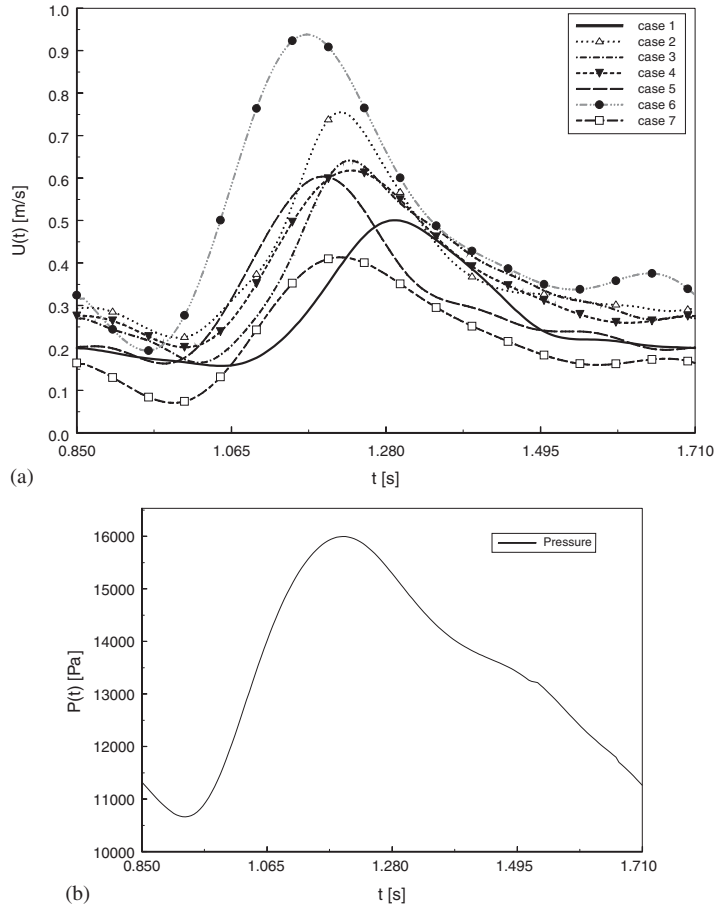 1.0
0.9
0.8
0.7
0.6
0.5
0.4
0.3
0.2
0.1
0.0
U(t) [m/s]
case 1
case 2
case 3
case 4
case 5
case 6
case 7
0.850
1.065
1.280
1.495
1.710
t [s]
(a)
16000
15000
14000
13000
12000
11000
10000
P(t) [Pa]
Pressure
0.850
1.065
1.280
1.495
1.710
t [s]
(b)